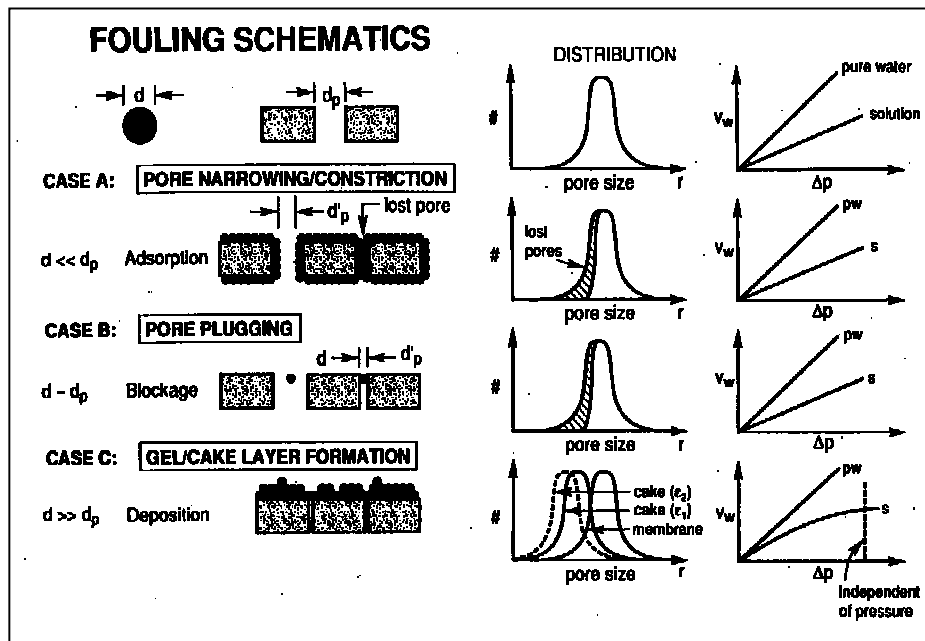 FOULING SCHEMATICS
d
dp
CASE A: PORE NARROWING/CONSTRICTION
d'p
lost pore
d << dp Adsorption
CASE B: PORE PLUGGING
d
d'p
d ~ dp Blockage
CASE C: GEL/CAKE LAYER FORMATION
d >> dp Deposition
DISTRIBUTION
#
pore size r
lost
pores
#
pore size r
#
pore size r
cake (ε2)
cake (ε1)
membrane
#
pore size r
pure water
solution
Vw
Δp
pw
s
Vw
Δp
pw
s
Vw
Δp
pw
s
Vw
Δp
Independent
of pressure